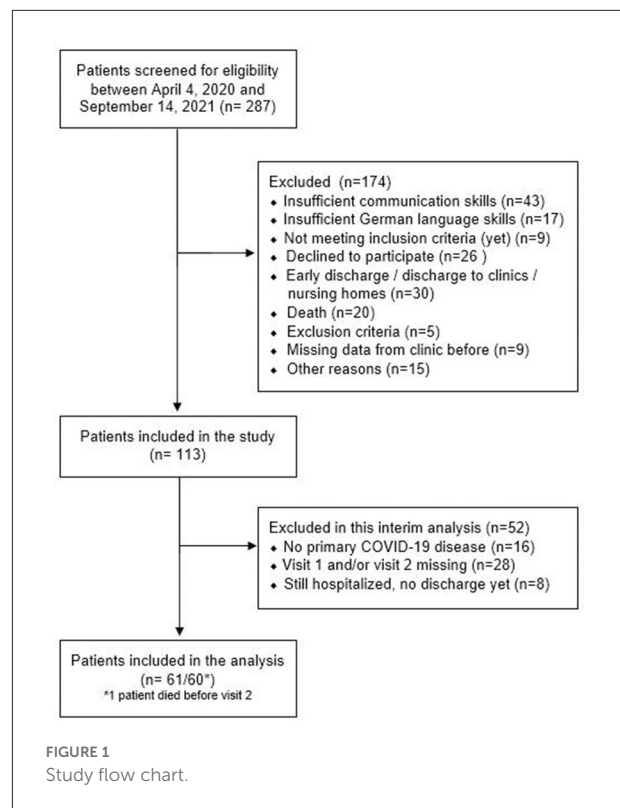 Patients screened for eligibility
between April 4, 2020 and
September 14, 2021 (n= 287)
Excluded (n=174)
◆ Insufficient communication skills (n=43)
◆ Insufficient German language skills (n=17)
◆ Not meeting inclusion criteria (yet) (n=9)
◆ Declined to participate (n=26 )
◆ Early discharge / discharge to clinics /
nursing homes (n=30)
◆ Death (n=20)
◆ Exclusion criteria (n=5)
◆ Missing data from clinic before (n=9)
◆ Other reasons (n=15)
Patients included in the study
(n= 113)
Excluded in this interim analysis (n=52)
◆ No primary COVID-19 disease (n=16)
◆ Visit 1 and/or visit 2 missing (n=28)
◆ Still hospitalized, no discharge yet (n=8)
Patients included in the analysis
(n= 61/60*)
*1 patient died before visit 2
FIGURE 1
Study flow chart.